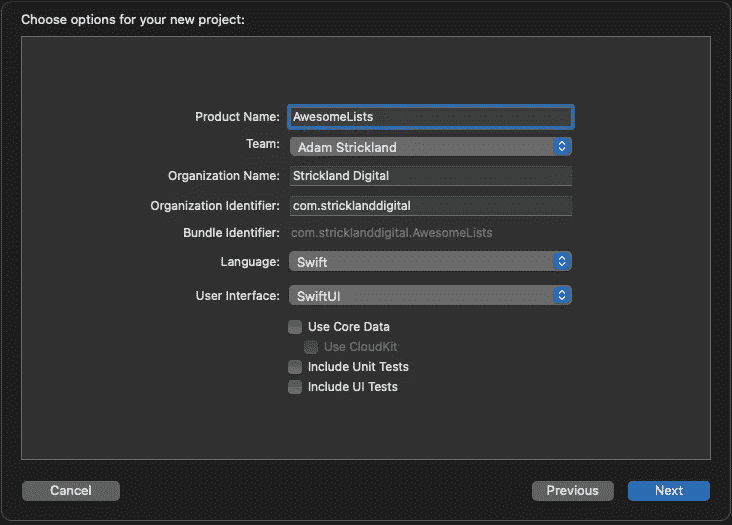 Choose options for your new project:
Product Name: AwesomeLists
Team: Adam Strickland
Organization Name: Strickland Digital
Organization Identifier: com.stricklanddigital
Bundle Identifier: com.stricklanddigital.AwesomeLists
Language: Swift
User Interface: SwiftUI
Use Core Data
Use CloudKit
Include Unit Tests
Include UI Tests
Cancel Previous Next